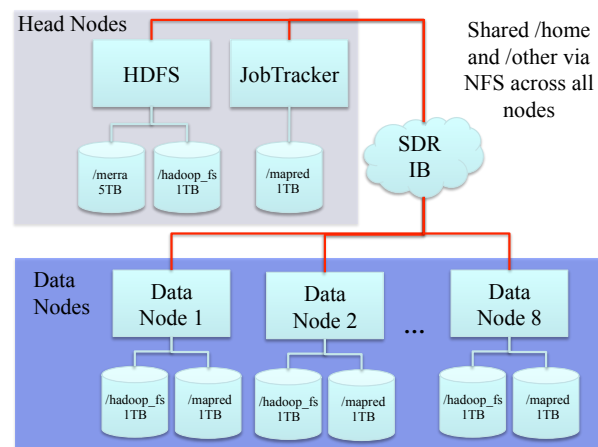 Head Nodes
HDFS
JobTracker
/merra
5TB
/hadoop_fs
1TB
/mapred
1TB
Shared /home
and /other via
NFS across all
nodes
SDR
IB
Data
Nodes
Data
Node 1
Data
Node 2
...
Data
Node 8
/hadoop_fs
1TB
/mapred
1TB
/hadoop_fs
1TB
/mapred
1TB
/hadoop_fs
1TB
/mapred
1TB